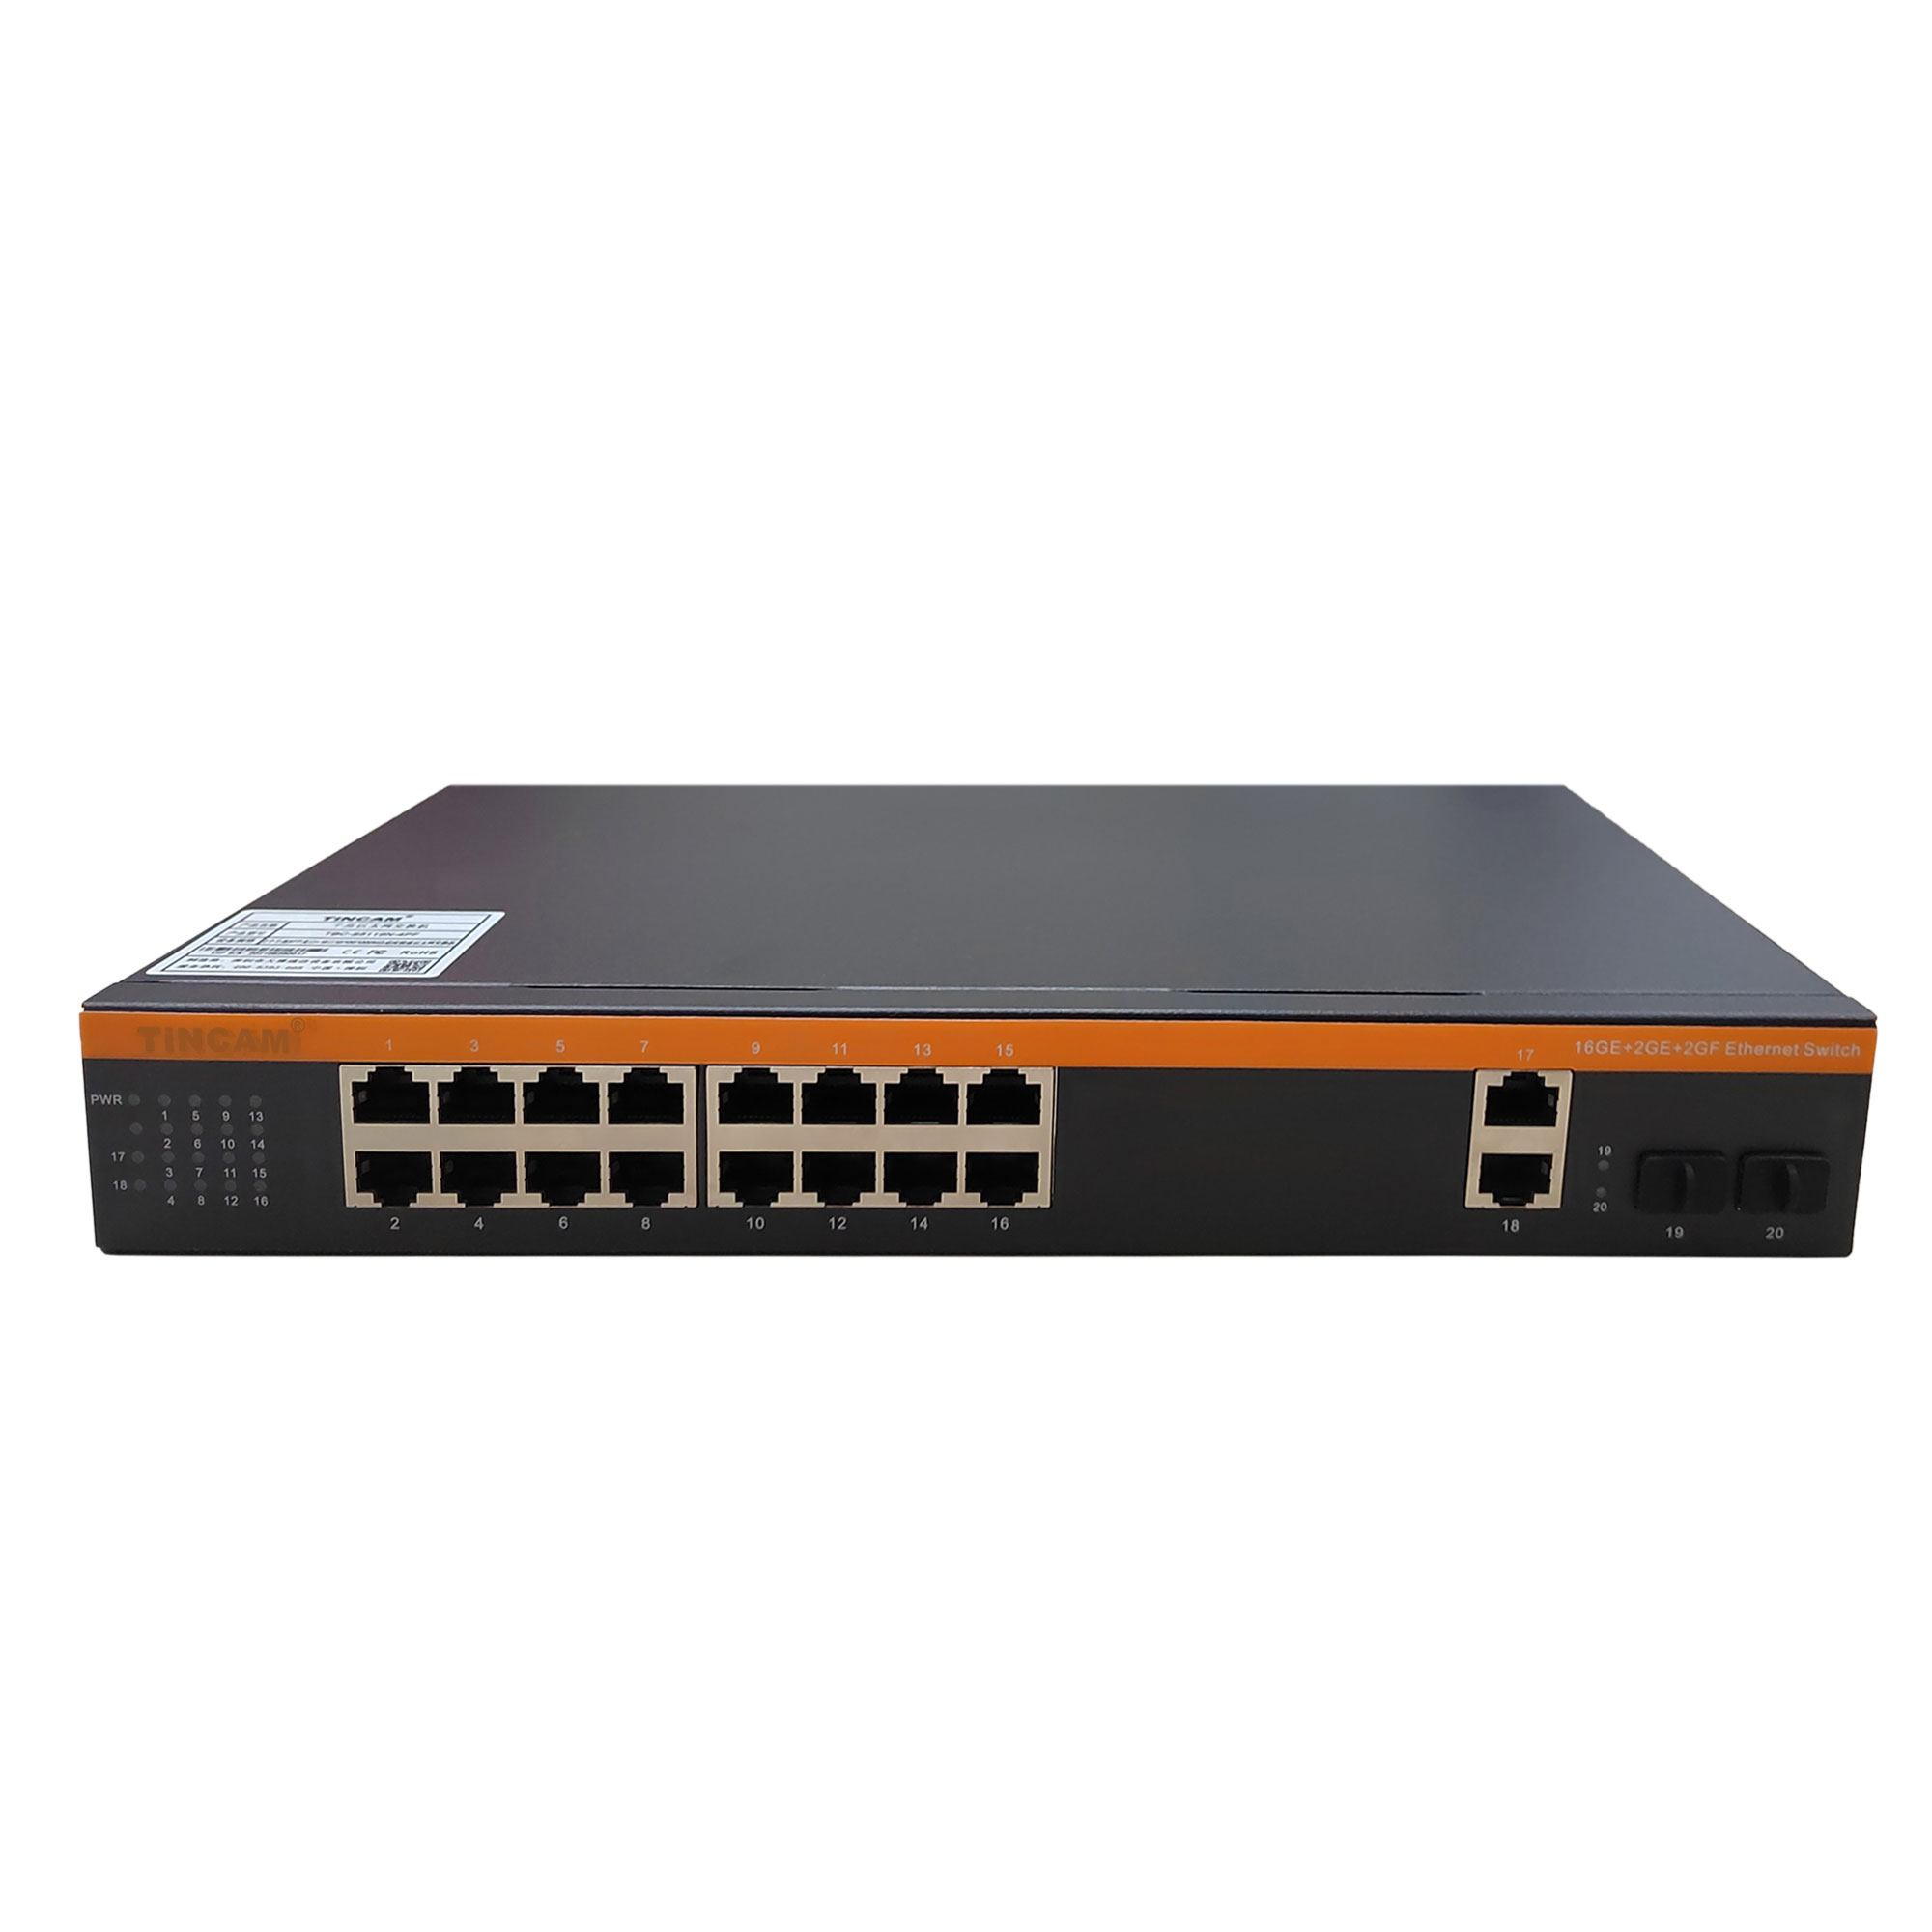 TINCAM®
CE FC RoHS
TINCAM®
1 3 5 7 9 11 13 15 17
16GE+2GE+2GF Ethernet Switch
PWR
1 5 9 13
2 6 10 14
17
3 7 11 15
18
4 8 12 16
19
20
2 4 6 8 10 12 14 16 18 19 20